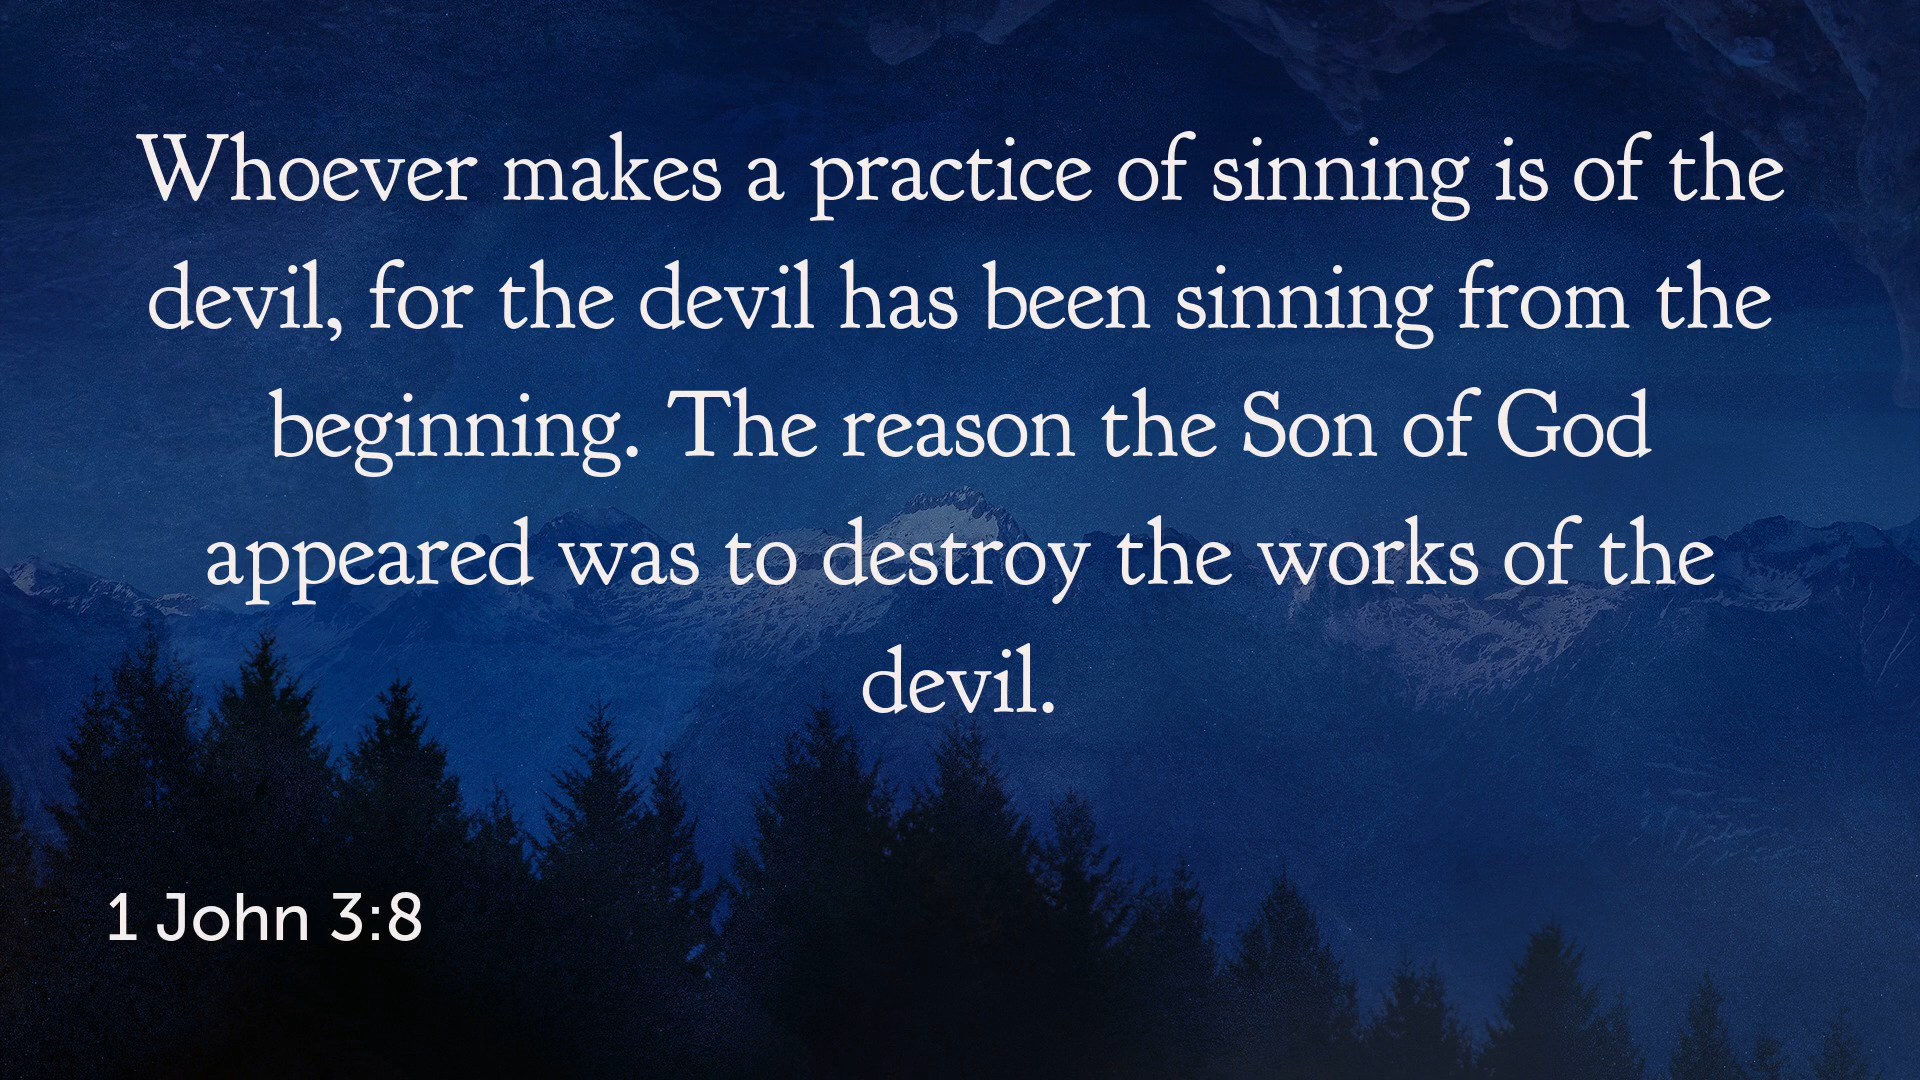 Whoever makes a practice of sinning is of the
devil, for the devil has been sinning from the
beginning. The reason the Son of God
appeared was to destroy the works of the
devil.
1 John 3:8